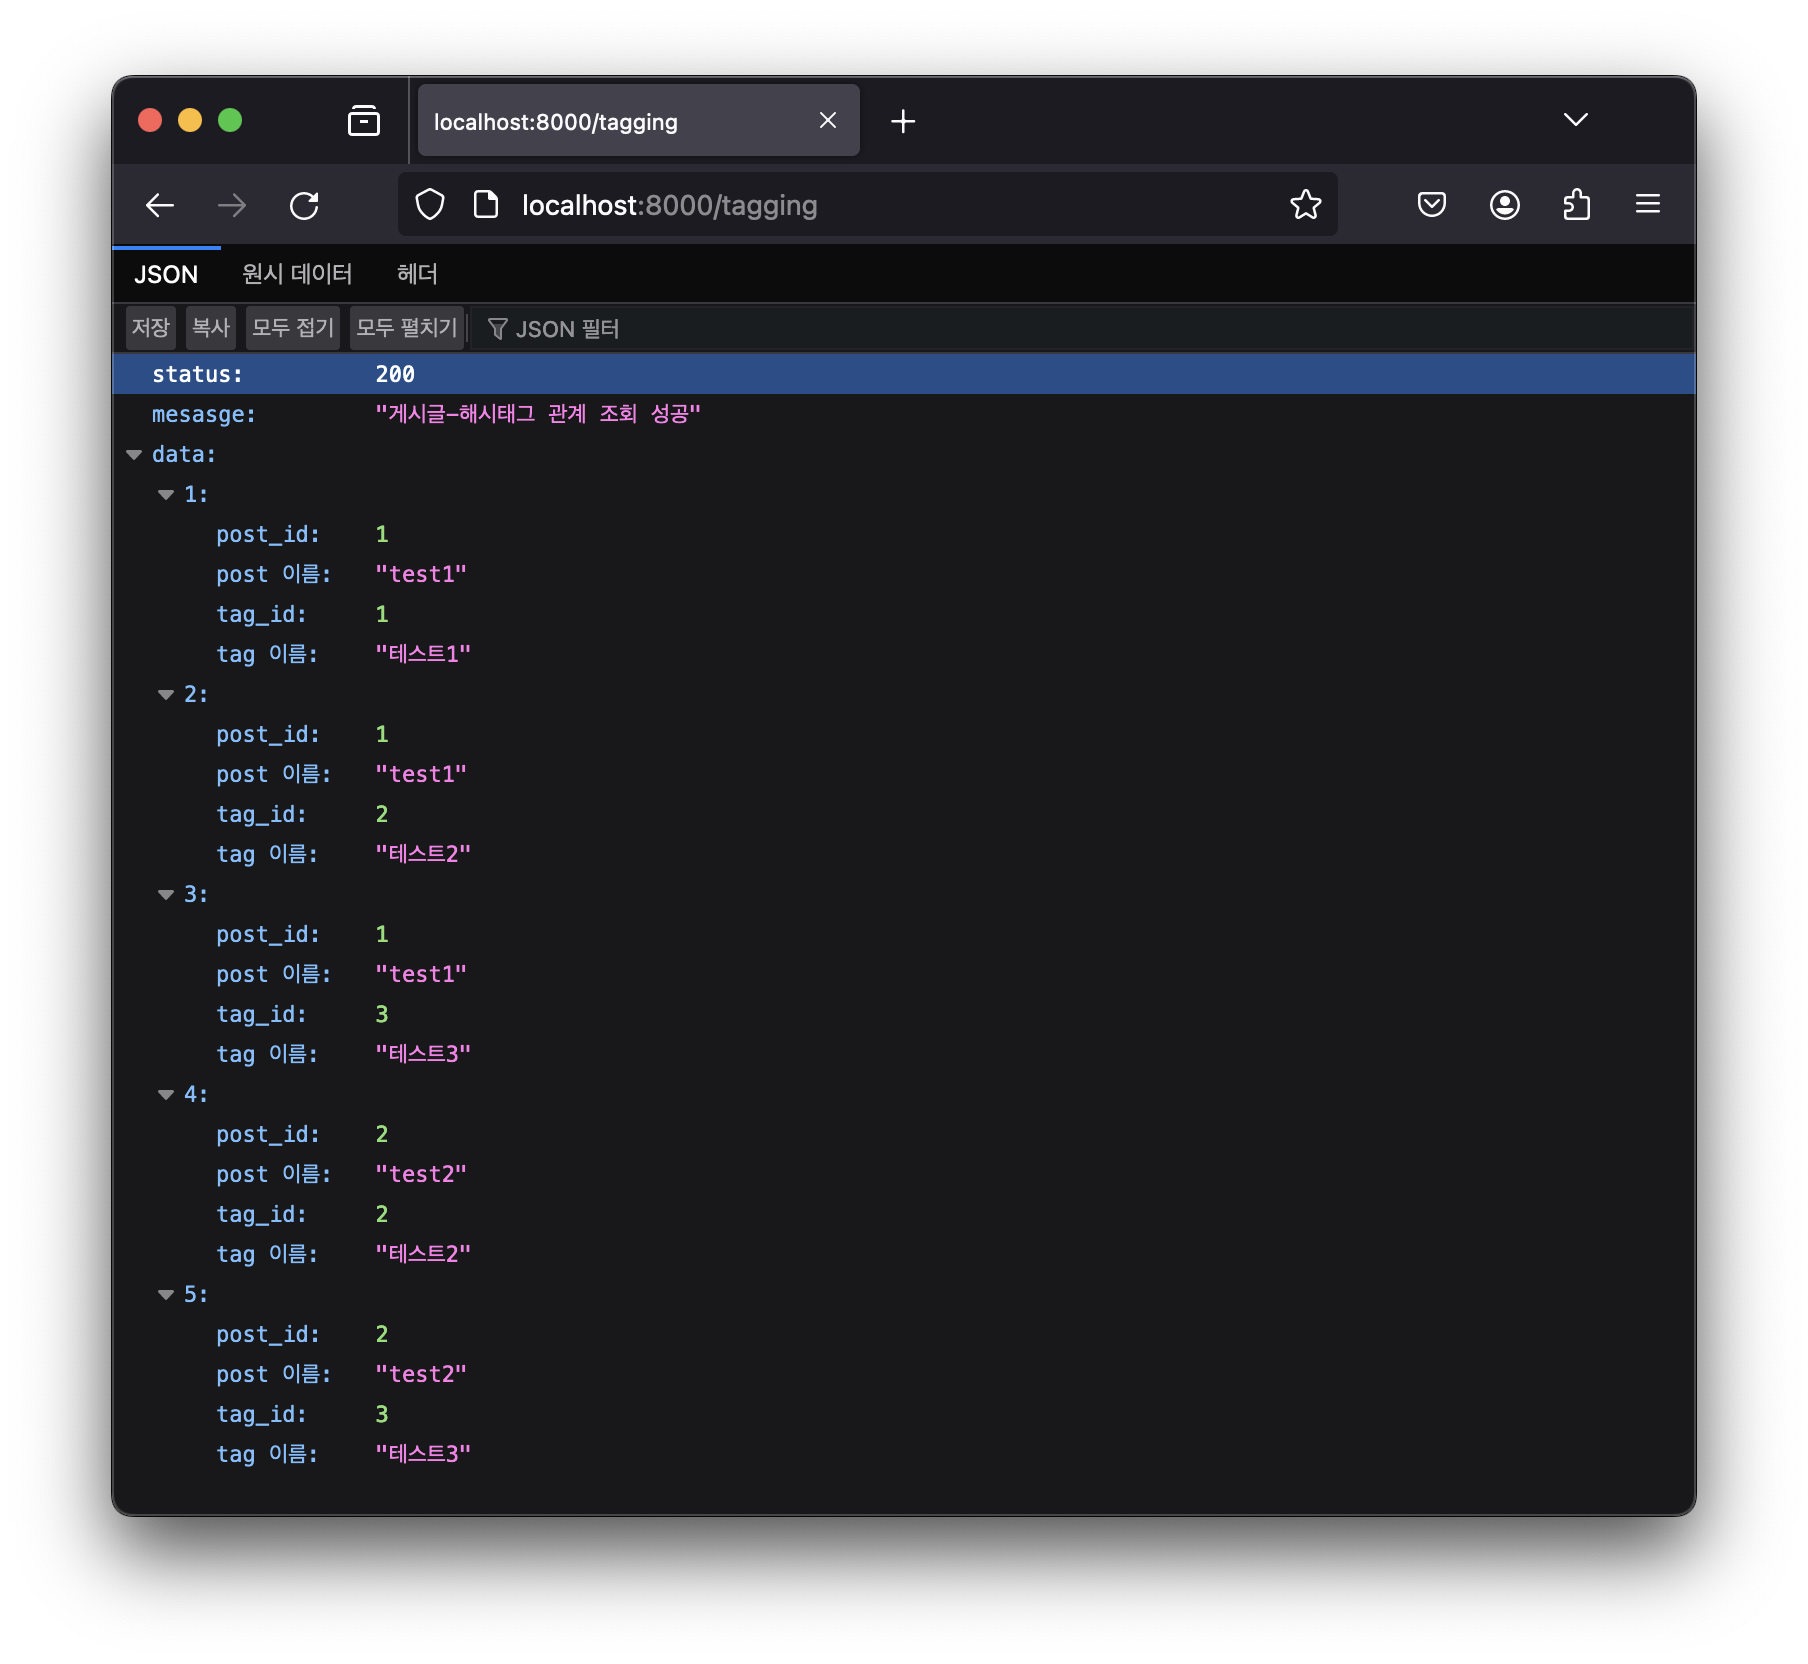 localhost:8000/tagging
localhost:8000/tagging
JSON 원시 데이터 헤더
저장 복사 모두 접기 모두 펼치기 JSON 필터
status: 200
mesasge: "게시글-해시태그 관계 조회 성공"
data:
1:
post_id: 1
post 이름: "test1"
tag_id: 1
tag 이름: "테스트1"
2:
post_id: 1
post 이름: "test1"
tag_id: 2
tag 이름: "테스트2"
3:
post_id: 1
post 이름: "test1"
tag_id: 3
tag 이름: "테스트3"
4:
post_id: 2
post 이름: "test2"
tag_id: 2
tag 이름: "테스트2"
5:
post_id: 2
post 이름: "test2"
tag_id: 3
tag 이름: "테스트3"